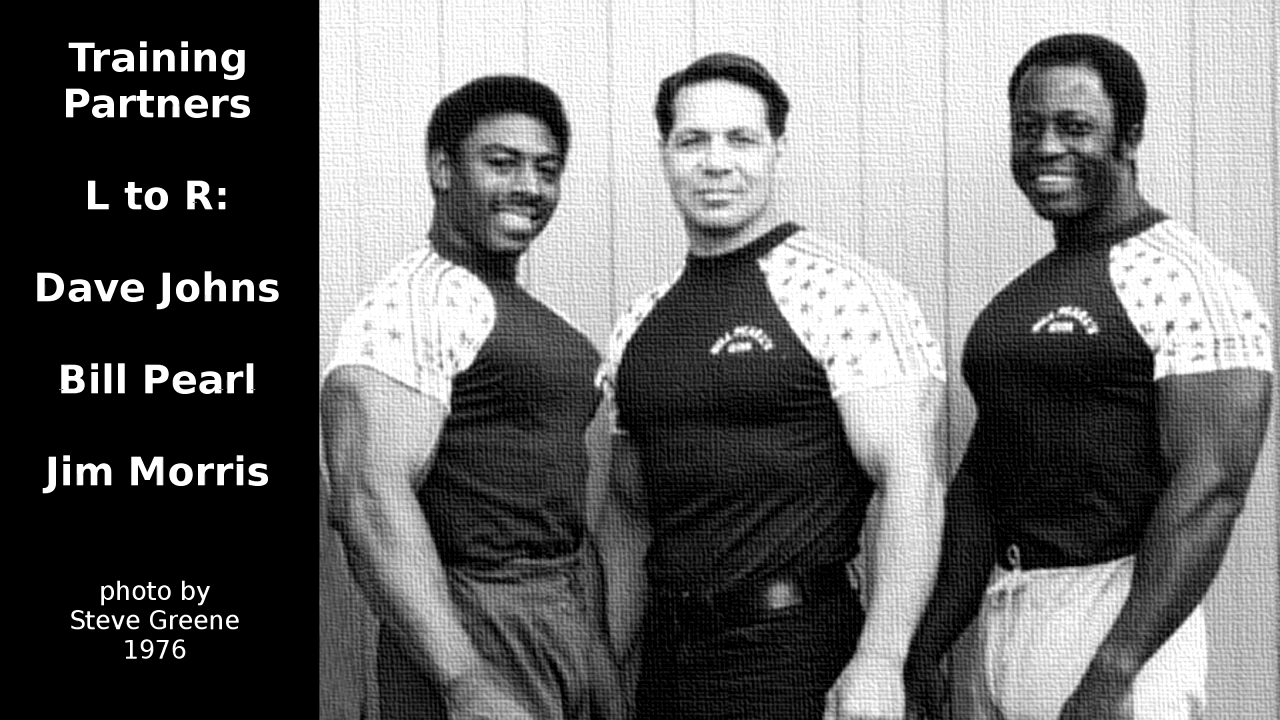 Training
Partners
L to R:
Dave Johns
Bill Pearl
Jim Morris
photo by
Steve Greene
1976